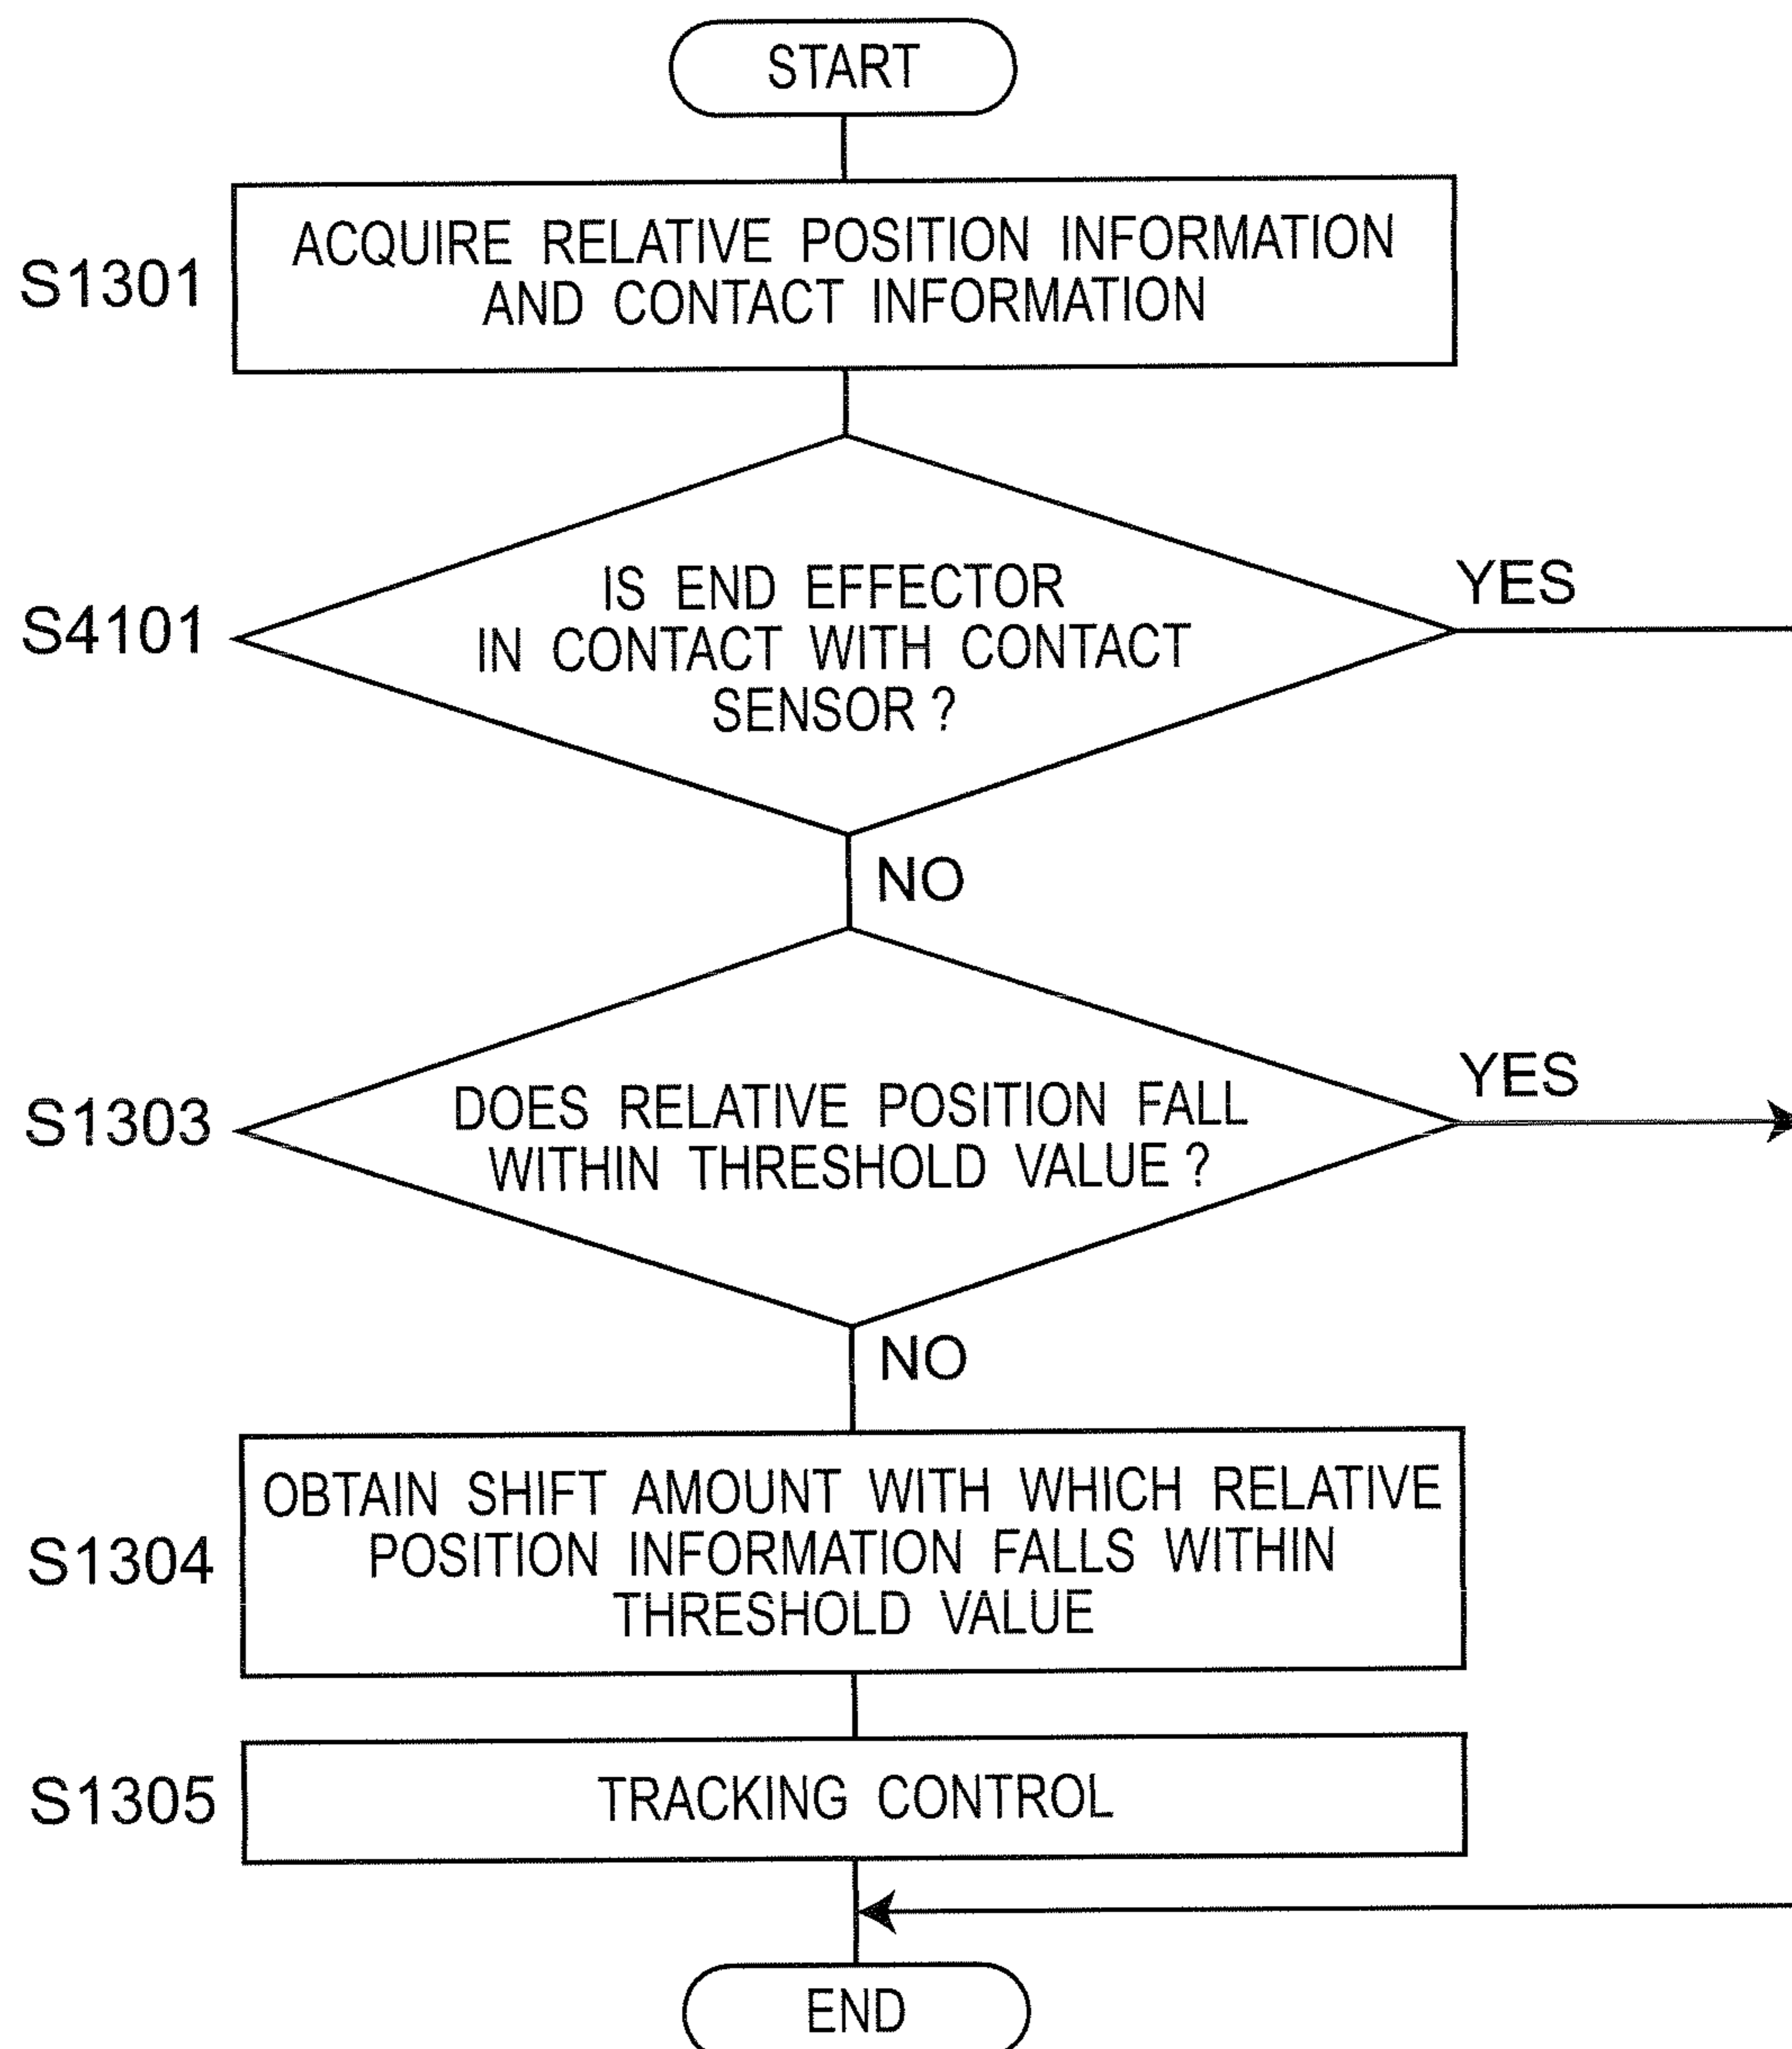 START
S1301
ACQUIRE RELATIVE POSITION INFORMATION
AND CONTACT INFORMATION
S4101
IS END EFFECTOR
IN CONTACT WITH CONTACT
SENSOR ?
YES
NO
S1303
DOES RELATIVE POSITION FALL
WITHIN THRESHOLD VALUE ?
YES
NO
S1304
OBTAIN SHIFT AMOUNT WITH WHICH RELATIVE
POSITION INFORMATION FALLS WITHIN
THRESHOLD VALUE
S1305
TRACKING CONTROL
END